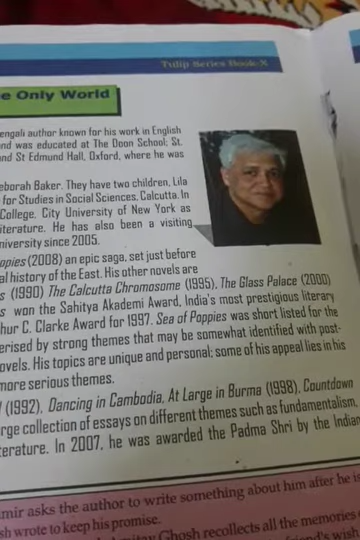 Tulip Series Book-X
e Only World
engali author known for his work in English
nd was educated at The Doon School; St.
and St Edmund Hall, Oxford, where he was
eborah Baker. They have two children, Lila
for Studies in Social Sciences, Calcutta. In
College, City University of New York as
iterature. He has also been a visiting
niversity since 2005.
oppies (2008) an epic saga, set just before
al history of the East. His other novels are
s (1990) The Calcutta Chromosome (1995), The Glass Palace (2000)
s won the Sahitya Akademi Award, India's most prestigious literary
hur C. Clarke Award for 1997. Sea of Poppies was short listed for the
erised by strong themes that may be somewhat identified with post-
ovels. His topics are unique and personal; some of his appeal lies in his
more serious themes.
(1992), Dancing in Cambodia, At Large in Burma (1998), Countdown
rge collection of essays on different themes such as fundamentalism,
terature. In 2007, he was awarded the Padma Shri by the Indian
mir asks the author to write something about him after he is
sh wrote to keep his promise.
Ghosh recollects all the memories
friend's wish